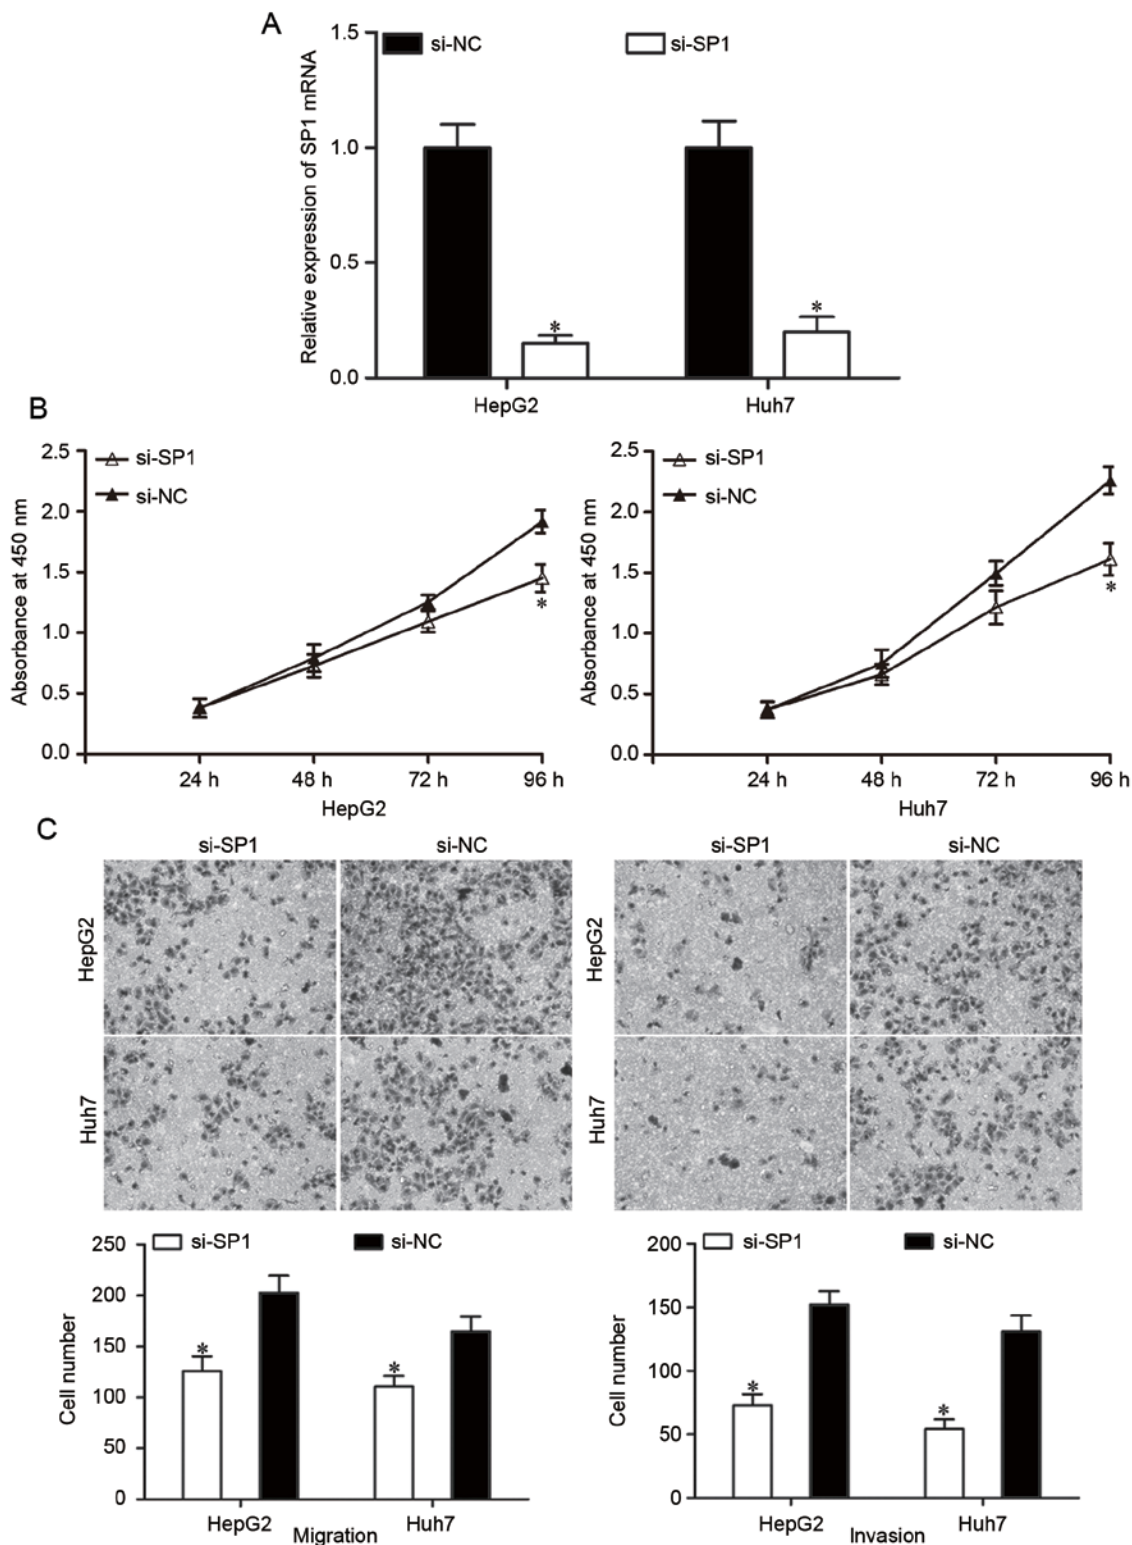 A
si-NC
si-SP1
Relative expression of SP1 mRNA
1.5
1.0
0.5
0.0
*
*
HepG2
Huh7
B
si-SP1
si-NC
Absorbance at 450 nm
2.5
2.0
1.5
1.0
0.5
0.0
*
24 h
48 h
72 h
96 h
HepG2
si-SP1
si-NC
Absorbance at 450 nm
2.5
2.0
1.5
1.0
0.5
0.0
*
24 h
48 h
72 h
96 h
Huh7
C
si-SP1
si-NC
HepG2
Huh7
si-SP1
si-NC
HepG2
Huh7
si-SP1
si-NC
Cell number
250
200
150
100
50
0
*
*
HepG2
Huh7
Migration
si-SP1
si-NC
Cell number
200
150
100
50
0
*
*
HepG2
Huh7
Invasion